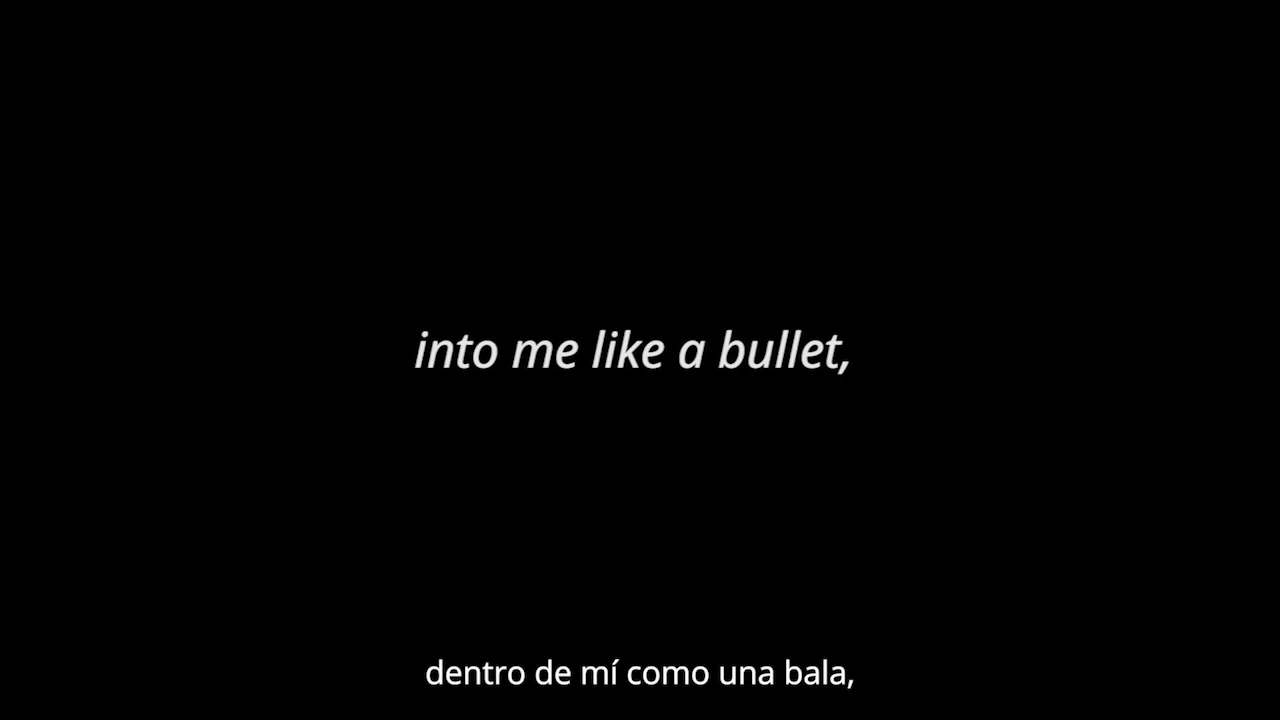 into me like a bullet,
dentro de mí como una bala,